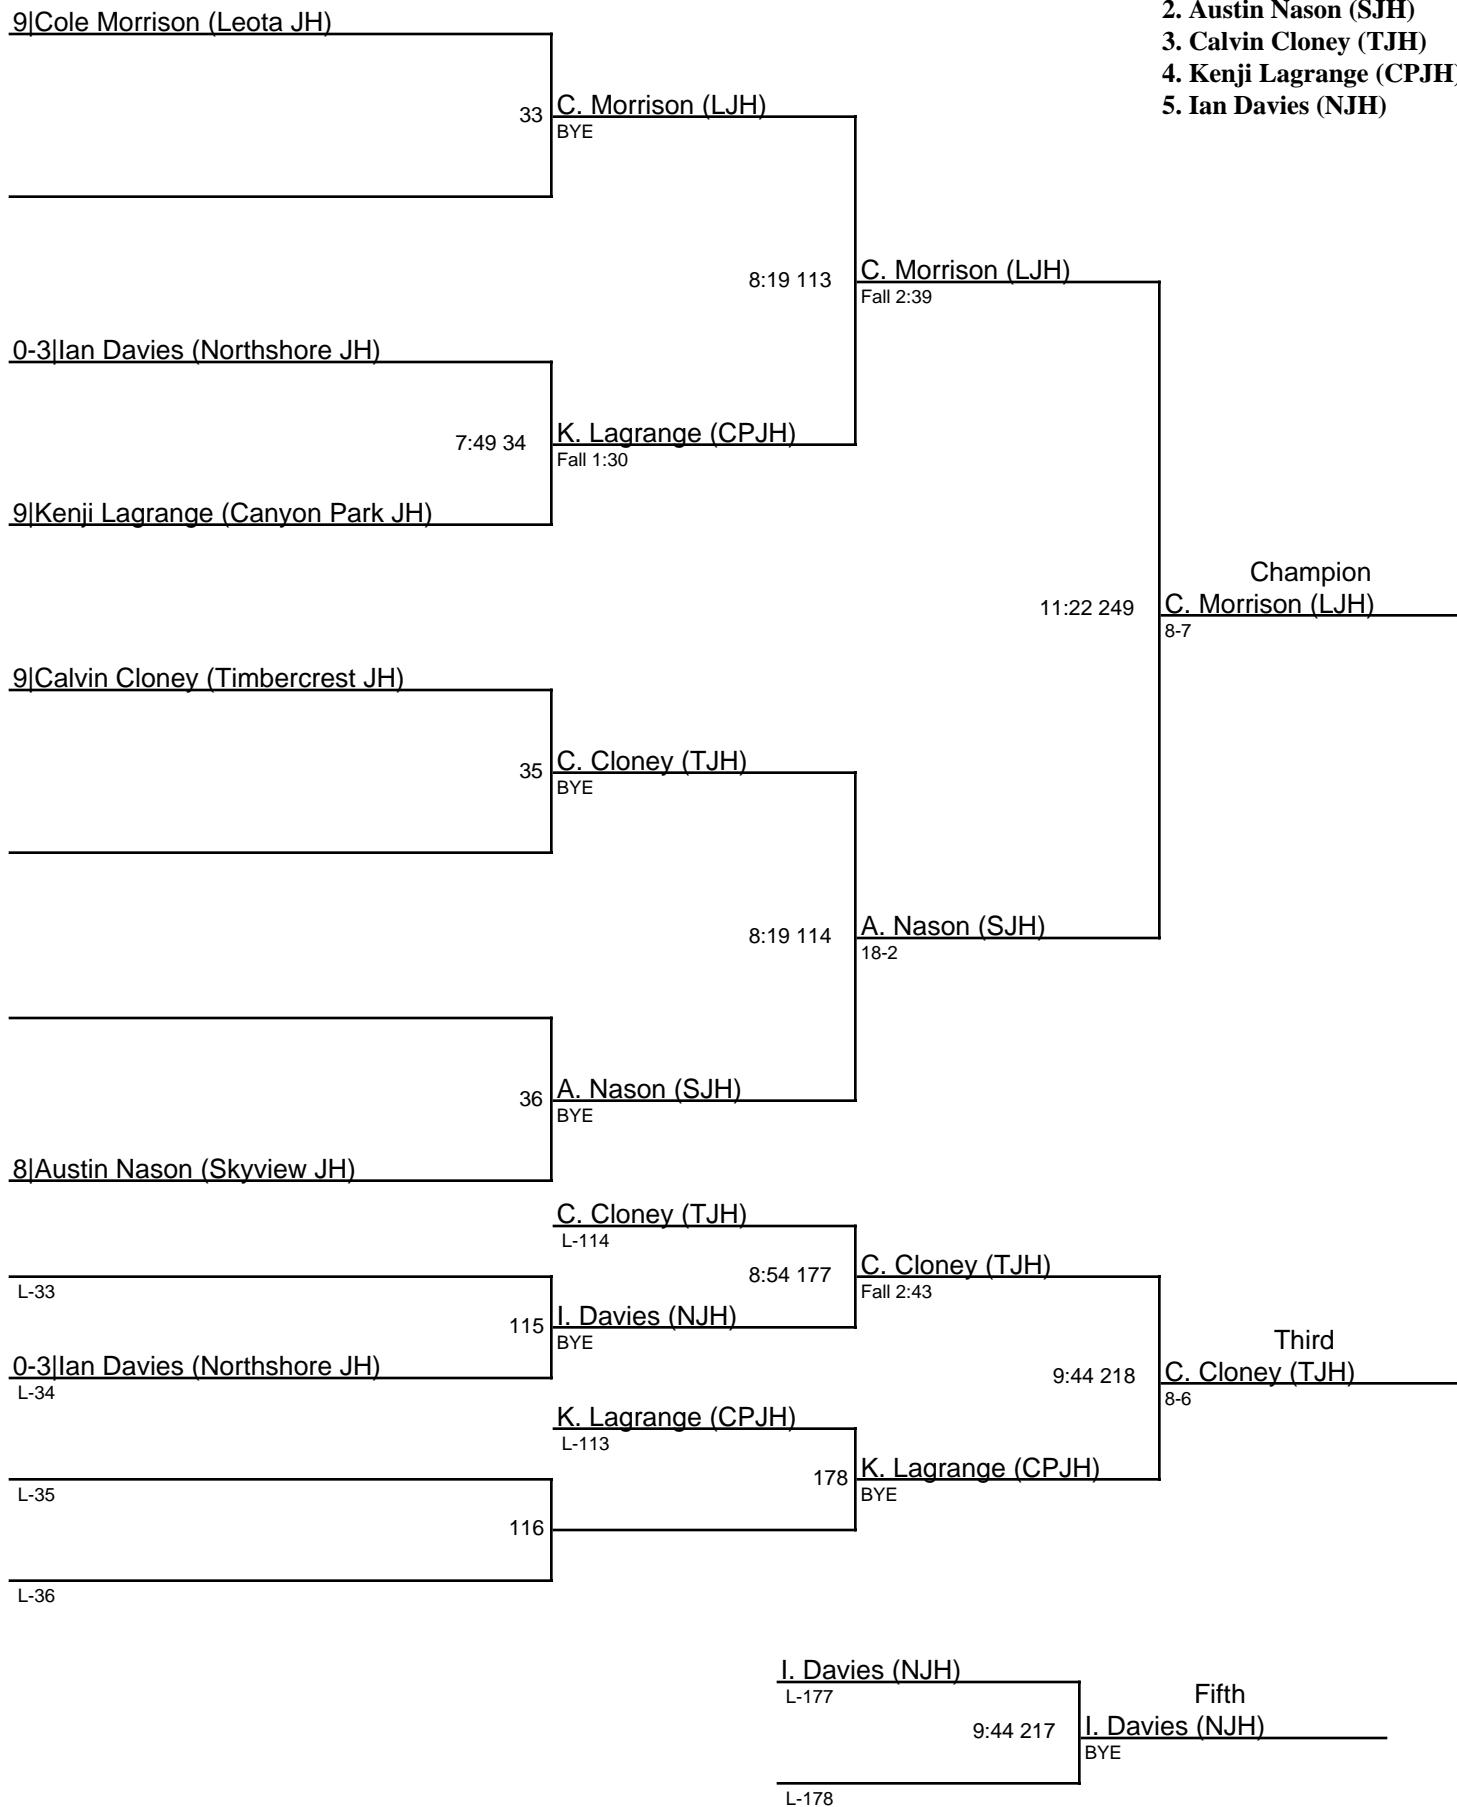 2. Austin Nason (SJH)
3. Calvin Cloney (TJH)
4. Kenji Lagrange (CPJH)
5. Ian Davies (NJH)
9|Cole Morrison (Leota JH)
33
C. Morrison (LJH)
BYE
8:19 113
C. Morrison (LJH)
Fall 2:39
0-3|Ian Davies (Northshore JH)
7:49 34
K. Lagrange (CPJH)
Fall 1:30
9|Kenji Lagrange (Canyon Park JH)
Champion
11:22 249
C. Morrison (LJH)
8-7
9|Calvin Cloney (Timbercrest JH)
35
C. Cloney (TJH)
BYE
8:19 114
A. Nason (SJH)
18-2
36
A. Nason (SJH)
BYE
8|Austin Nason (Skyview JH)
C. Cloney (TJH)
L-114
8:54 177
C. Cloney (TJH)
Fall 2:43
L-33
115
I. Davies (NJH)
BYE
0-3|Ian Davies (Northshore JH)
L-34
Third
9:44 218
C. Cloney (TJH)
8-6
K. Lagrange (CPJH)
L-113
178
K. Lagrange (CPJH)
BYE
L-35
116
L-36
I. Davies (NJH)
L-177
Fifth
9:44 217
I. Davies (NJH)
BYE
L-178